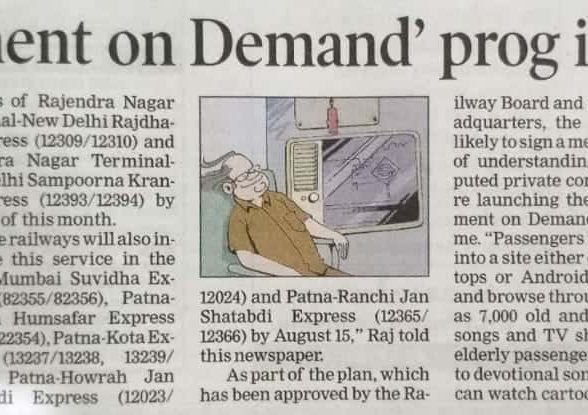 ent on Demand’ prog i
s of Rajendra Nagar
al-New Delhi Rajdha-
ress (12309/12310) and
ra Nagar Terminal-
lhi Sampoorna Kran-
ress (12393/12394) by
of this month.
e railways will also in-
e this service in the
Mumbai Suvidha Ex-
(82355/82356), Patna-
Humsafar Express
22354), Patna-Kota Ex-
(13237/13238, 13239/
Patna-Howrah Jan
di Express (12023/
12024) and Patna-Ranchi Jan
Shatabdi Express (12365/
12366) by August 15,” Raj told
this newspaper.
As part of the plan, which
has been approved by the Ra-
ilway Board and
adquarters, the
likely to sign a me
of understandin
puted private con
re launching the
ment on Demand
me. “Passengers
into a site either
tops or Android
and browse thro
as 7,000 old and
songs and TV sh
elderly passenge
to devotional son
can watch carto